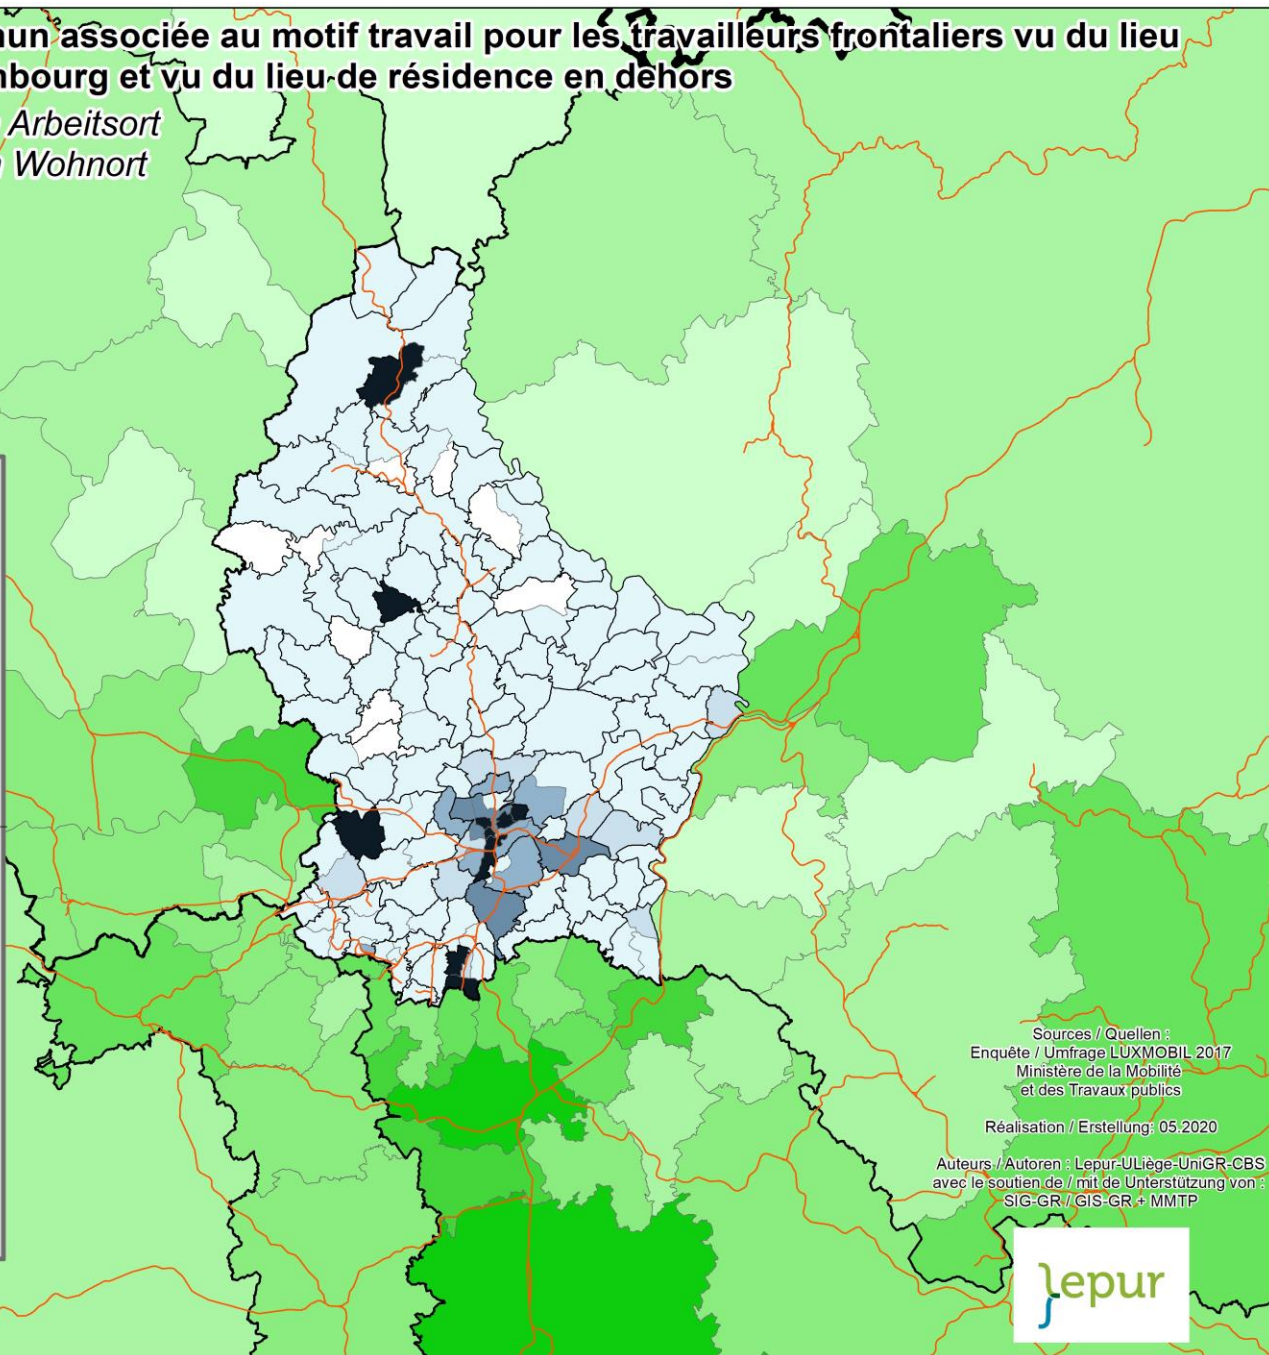 mun associée au motif travail pour les travailleurs frontaliers vu du lieu
mbourg et vu du lieu de résidence en dehors
Arbeitsort
Wohnort
Sources / Quellen :
Enquête / Umfrage LUXMOBIL 2017
Ministère de la Mobilité
et des Travaux publics
Réalisation / Erstellung: 05.2020
Auteurs / Autoren : Lepur-ULiège-UniGR-CBS
avec le soutien de / mit de Unterstützung von :
SIG-GR / GIS-GR + MMTP
lepur